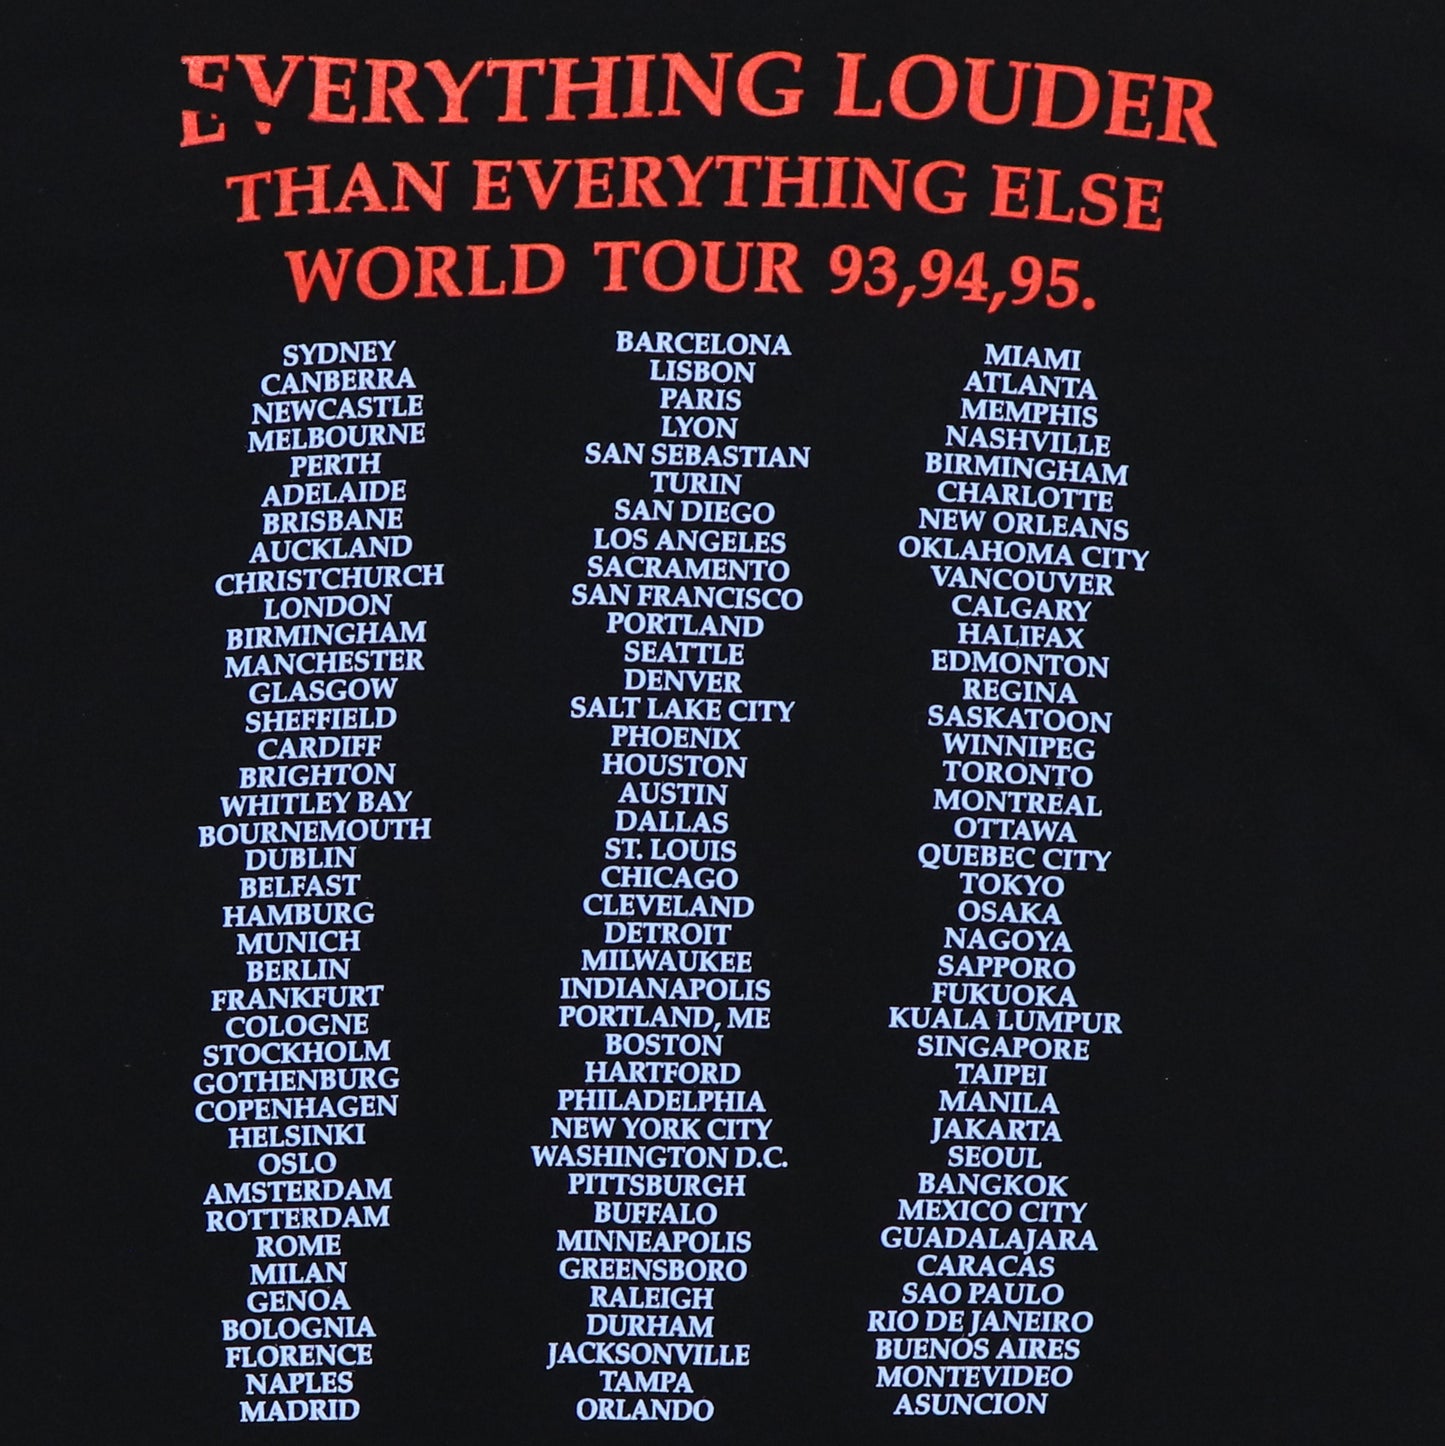 EVERYTHING LOUDER
THAN EVERYTHING ELSE
WORLD TOUR 93,94,95.
SYDNEY
CANBERRA
NEWCASTLE
MELBOURNE
PERTH
ADELAIDE
BRISBANE
AUCKLAND
CHRISTCHURCH
LONDON
BIRMINGHAM
MANCHESTER
GLASGOW
SHEFFIELD
CARDIFF
BRIGHTON
WHITLEY BAY
BOURNEMOUTH
DUBLIN
BELFAST
HAMBURG
MUNICH
BERLIN
FRANKFURT
COLOGNE
STOCKHOLM
GOTHENBURG
COPENHAGEN
HELSINKI
OSLO
AMSTERDAM
ROTTERDAM
ROME
MILAN
GENOA
BOLOGNIA
FLORENCE
NAPLES
MADRID
BARCELONA
LISBON
PARIS
LYON
SAN SEBASTIAN
TURIN
SAN DIEGO
LOS ANGELES
SACRAMENTO
SAN FRANCISCO
PORTLAND
SEATTLE
DENVER
SALT LAKE CITY
PHOENIX
HOUSTON
AUSTIN
DALLAS
ST. LOUIS
CHICAGO
CLEVELAND
DETROIT
MILWAUKEE
INDIANAPOLIS
PORTLAND, ME
BOSTON
HARTFORD
PHILADELPHIA
NEW YORK CITY
WASHINGTON D.C.
PITTSBURGH
BUFFALO
MINNEAPOLIS
GREENSBORO
RALEIGH
DURHAM
JACKSONVILLE
TAMPA
ORLANDO
MIAMI
ATLANTA
MEMPHIS
NASHVILLE
BIRMINGHAM
CHARLOTTE
NEW ORLEANS
OKLAHOMA CITY
VANCOUVER
CALGARY
HALIFAX
EDMONTON
REGINA
SASKATOON
WINNIPEG
TORONTO
MONTREAL
OTTAWA
QUEBEC CITY
TOKYO
OSAKA
NAGOYA
SAPPORO
FUKUOKA
KUALA LUMPUR
SINGAPORE
TAIPEI
MANILA
JAKARTA
SEOUL
BANGKOK
MEXICO CITY
GUADALAJARA
CARACAS
SAO PAULO
RIO DE JANEIRO
BUENOS AIRES
MONTEVIDEO
ASUNCION